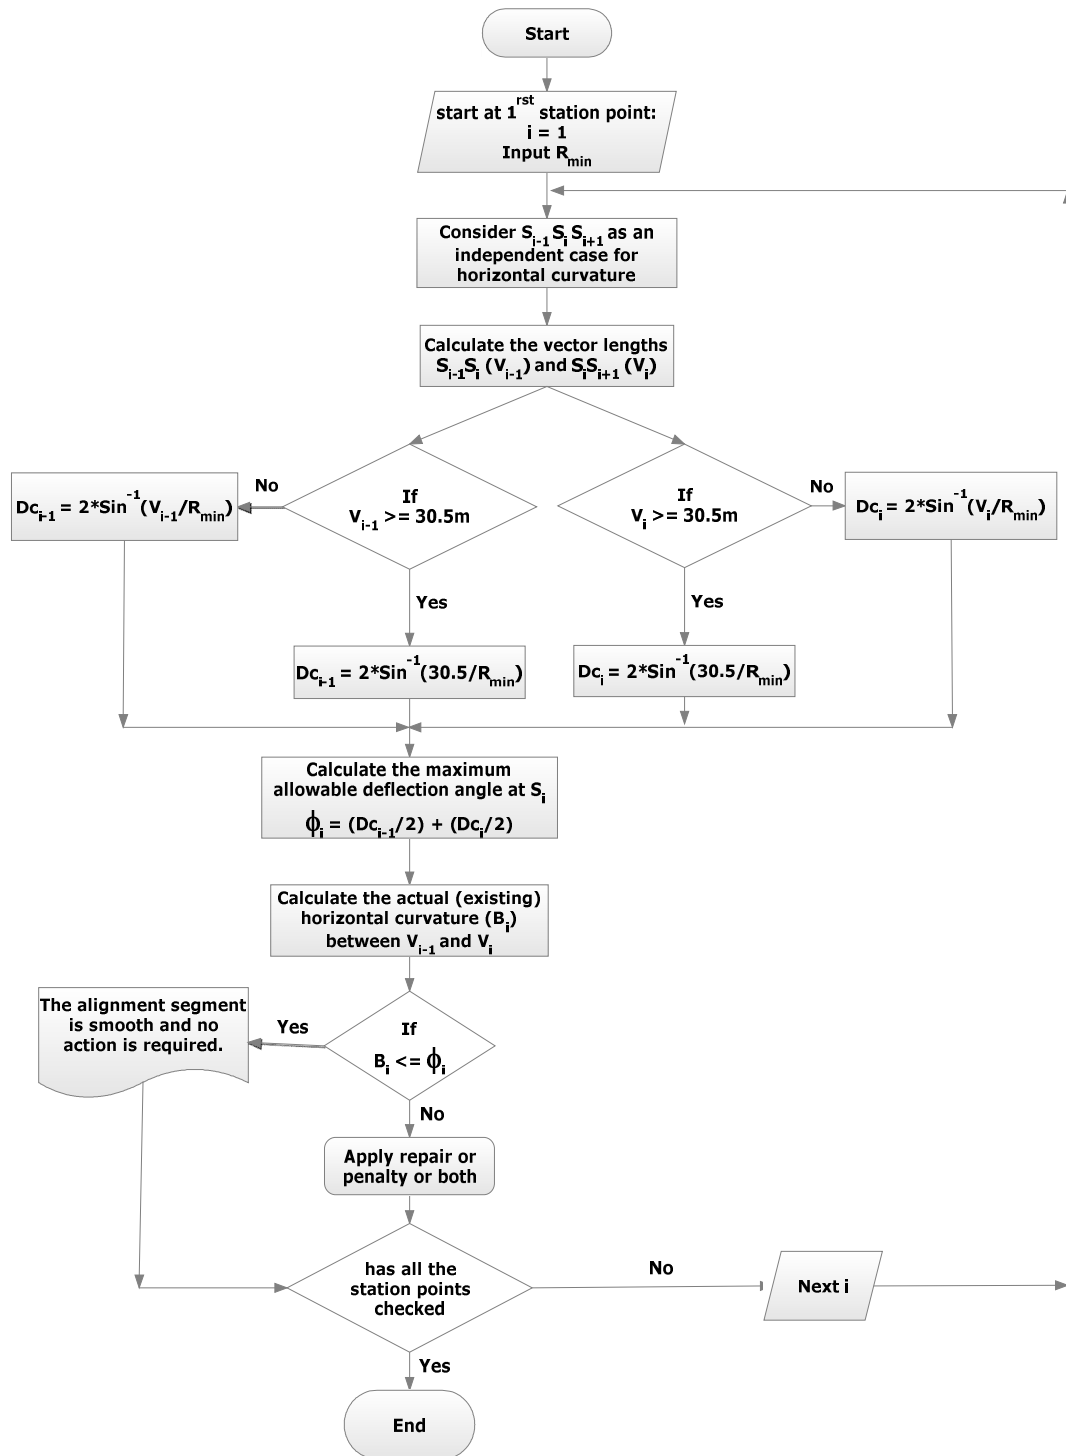 Start
start at 1rst station point:
i = 1
Input Rmin
Consider Si-1 Si Si+1 as an
independent case for
horizontal curvature
Calculate the vector lengths
Si-1Si (Vi-1) and SiSi+1 (Vi)
No
Dci-1 = 2*Sin-1(Vi-1/Rmin)
If
Vi-1 >= 30.5m
If
Vi >= 30.5m
No
Dci = 2*Sin-1(Vi/Rmin)
Yes
Yes
Dci-1 = 2*Sin-1(30.5/Rmin)
Dci = 2*Sin-1(30.5/Rmin)
Calculate the maximum
allowable deflection angle at Si
ϕi = (Dci-1/2) + (Dci/2)
Calculate the actual (existing)
horizontal curvature (Bi)
between Vi-1 and Vi
The alignment segment
is smooth and no
action is required.
Yes
If
Bi <= ϕi
No
Apply repair or
penalty or both
has all the
station points
checked
No
Next i
Yes
End